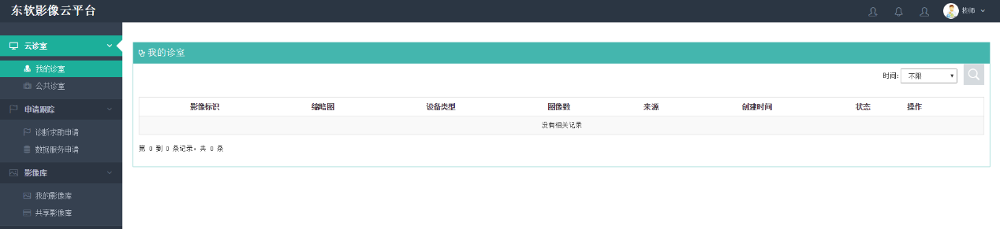 东软影像云平台
技师
云诊室
我的诊室
公共诊室
申请跟踪
诊断求助申请
数据服务申请
影像库
我的影像库
共享影像库
我的诊室
时间: 不限
影像标识 缩略图 设备类型 图像数 来源 创建时间 状态 操作
没有相关记录
第 0 到 0 条记录，共 0 条